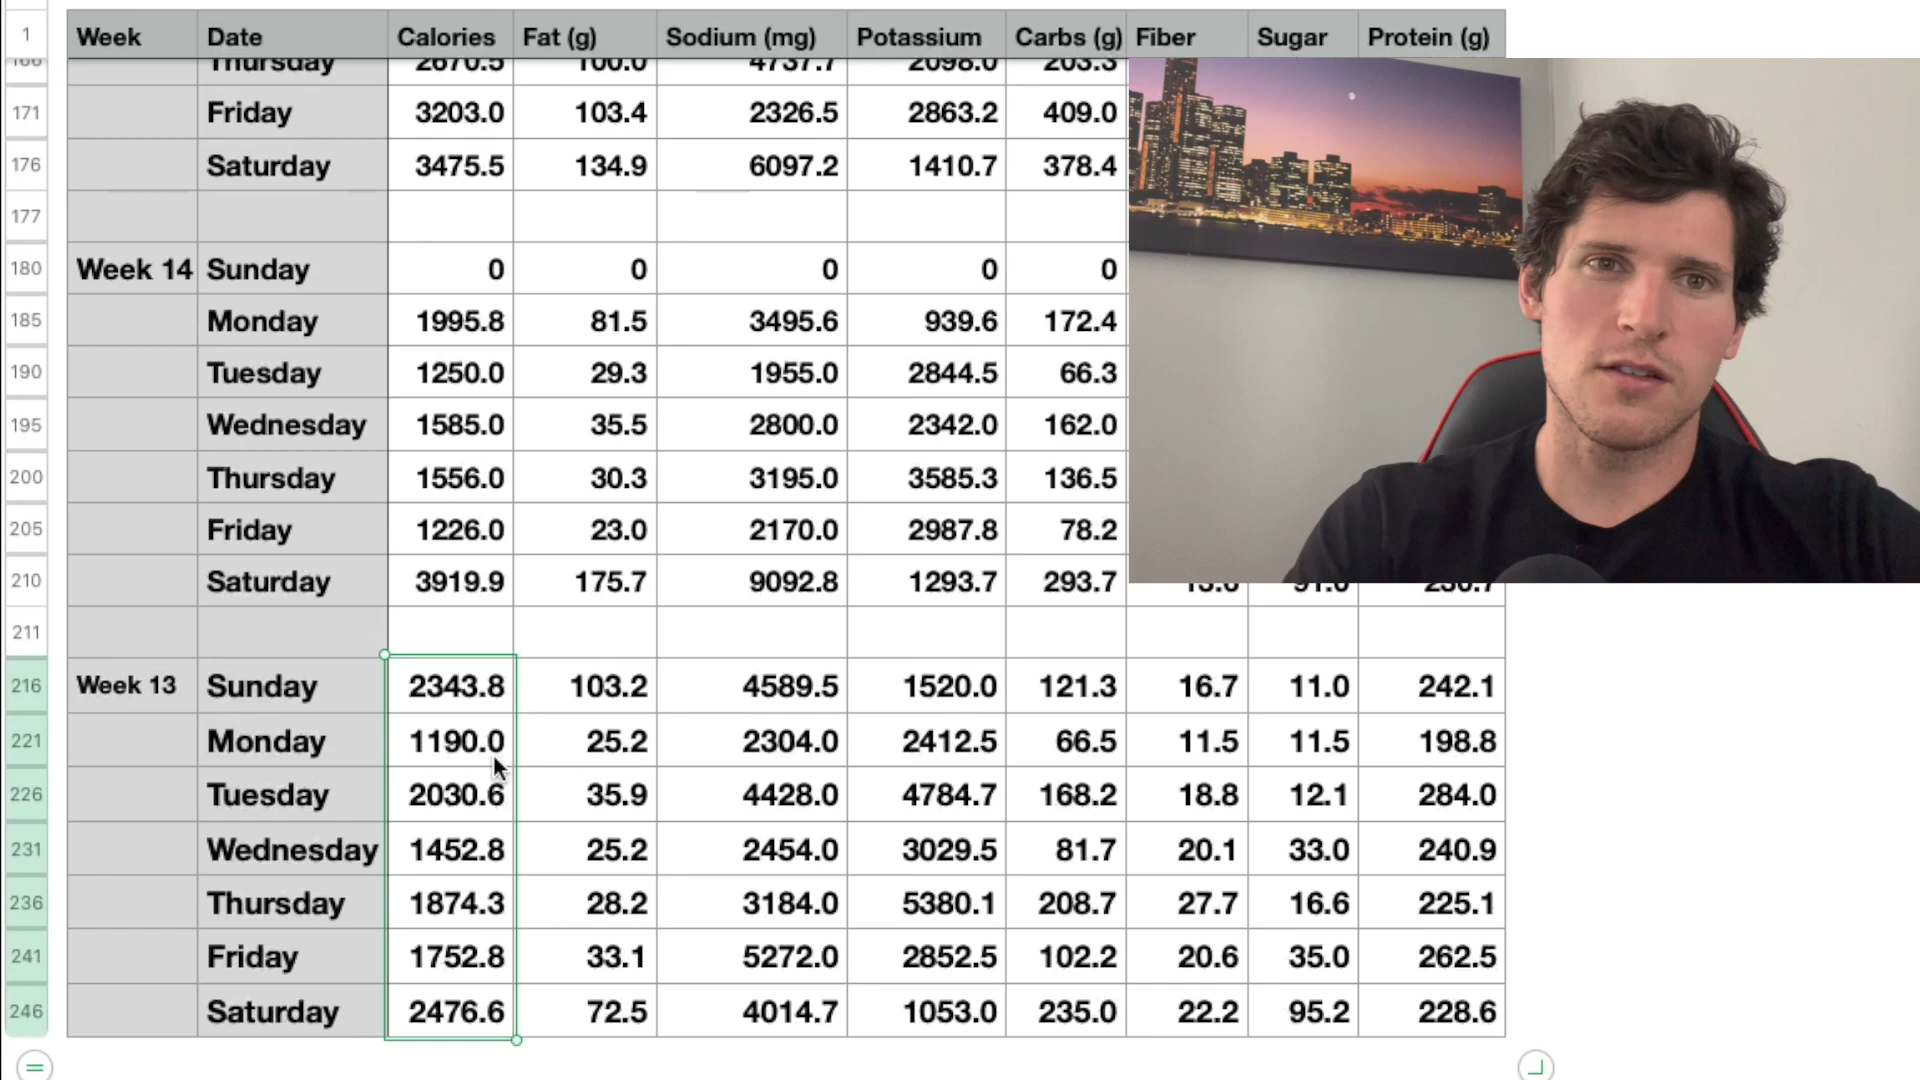 1 Week Date Calories Fat (g) Sodium (mg) Potassium Carbs (g) Fiber Sugar Protein (g)
Thursday 2670.5 100.0 4737.7 2098.0 203.3
171 Friday 3203.0 103.4 2326.5 2863.2 409.0
176 Saturday 3475.5 134.9 6097.2 1410.7 378.4
177
180 Week 14 Sunday 0 0 0 0 0
185 Monday 1995.8 81.5 3495.6 939.6 172.4
190 Tuesday 1250.0 29.3 1955.0 2844.5 66.3
195 Wednesday 1585.0 35.5 2800.0 2342.0 162.0
200 Thursday 1556.0 30.3 3195.0 3585.3 136.5
205 Friday 1226.0 23.0 2170.0 2987.8 78.2
210 Saturday 3919.9 175.7 9092.8 1293.7 293.7
211
216 Week 13 Sunday 2343.8 103.2 4589.5 1520.0 121.3 16.7 11.0 242.1
221 Monday 1190.0 25.2 2304.0 2412.5 66.5 11.5 11.5 198.8
226 Tuesday 2030.6 35.9 4428.0 4784.7 168.2 18.8 12.1 284.0
231 Wednesday 1452.8 25.2 2454.0 3029.5 81.7 20.1 33.0 240.9
236 Thursday 1874.3 28.2 3184.0 5380.1 208.7 27.7 16.6 225.1
241 Friday 1752.8 33.1 5272.0 2852.5 102.2 20.6 35.0 262.5
246 Saturday 2476.6 72.5 4014.7 1053.0 235.0 22.2 95.2 228.6